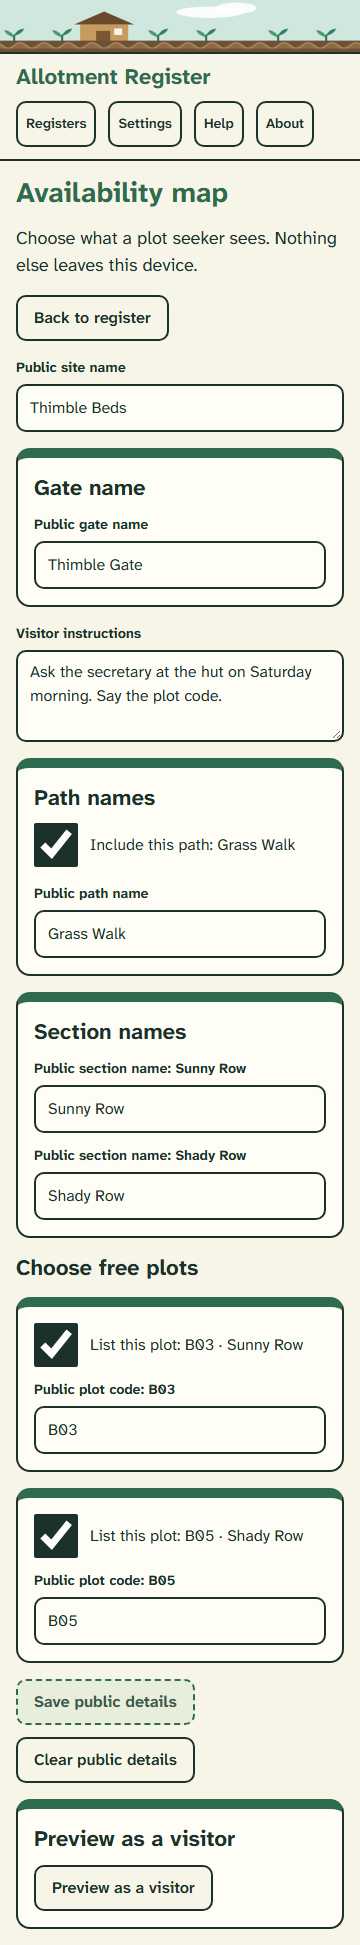 Allotment Register
Registers
Settings
Help
About
Availability map
Choose what a plot seeker sees. Nothing
else leaves this device.
Back to register
Public site name
Thimble Beds
Gate name
Public gate name
Thimble Gate
Visitor instructions
Ask the secretary at the hut on Saturday
morning. Say the plot code.
Path names
Include this path: Grass Walk
Public path name
Grass Walk
Section names
Public section name: Sunny Row
Sunny Row
Public section name: Shady Row
Shady Row
Choose free plots
List this plot: B03 · Sunny Row
Public plot code: B03
B03
List this plot: B05 · Shady Row
Public plot code: B05
B05
Save public details
Clear public details
Preview as a visitor
Preview as a visitor